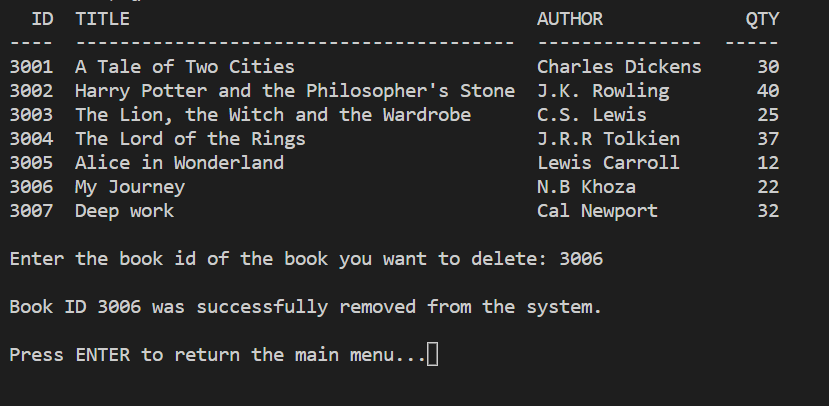 ID  TITLE                                     AUTHOR             QTY
----  ----------------------------------------  ---------------  -----
3001  A Tale of Two Cities                      Charles Dickens     30
3002  Harry Potter and the Philosopher's Stone  J.K. Rowling        40
3003  The Lion, the Witch and the Wardrobe      C.S. Lewis          25
3004  The Lord of the Rings                     J.R.R Tolkien       37
3005  Alice in Wonderland                       Lewis Carroll       12
3006  My Journey                                N.B Khoza           22
3007  Deep work                                 Cal Newport         32
Enter the book id of the book you want to delete: 3006
Book ID 3006 was successfully removed from the system.
Press ENTER to return the main menu...